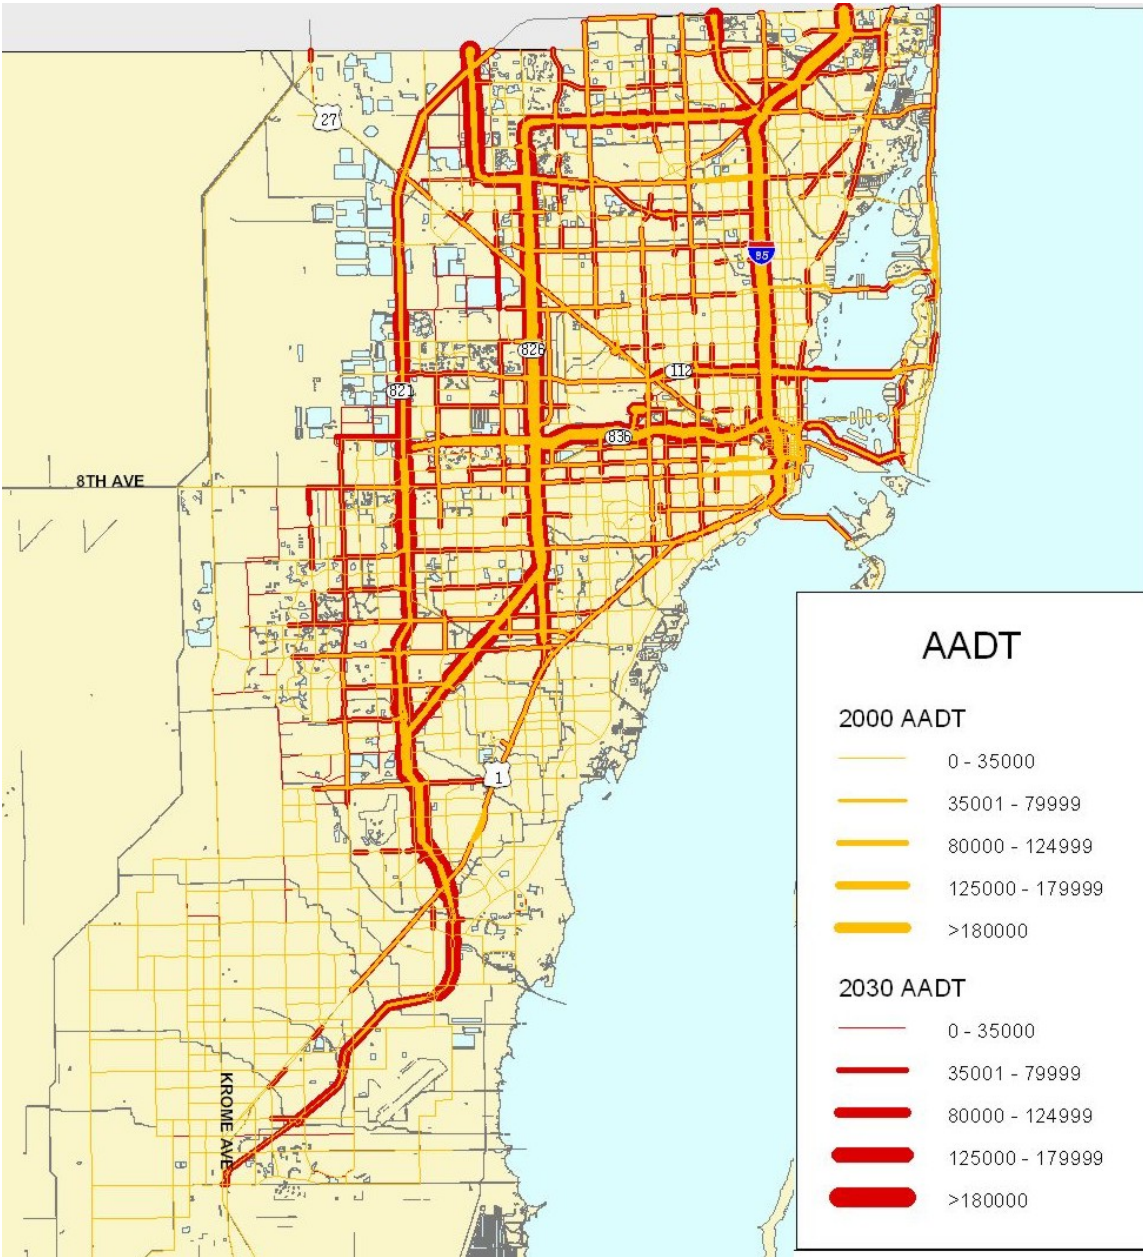 27
95
826
112
821
836
8TH AVE
1
KROME AVE
AADT
2000 AADT
0 - 35000
35001 - 79999
80000 - 124999
125000 - 179999
>180000
2030 AADT
0 - 35000
35001 - 79999
80000 - 124999
125000 - 179999
>180000